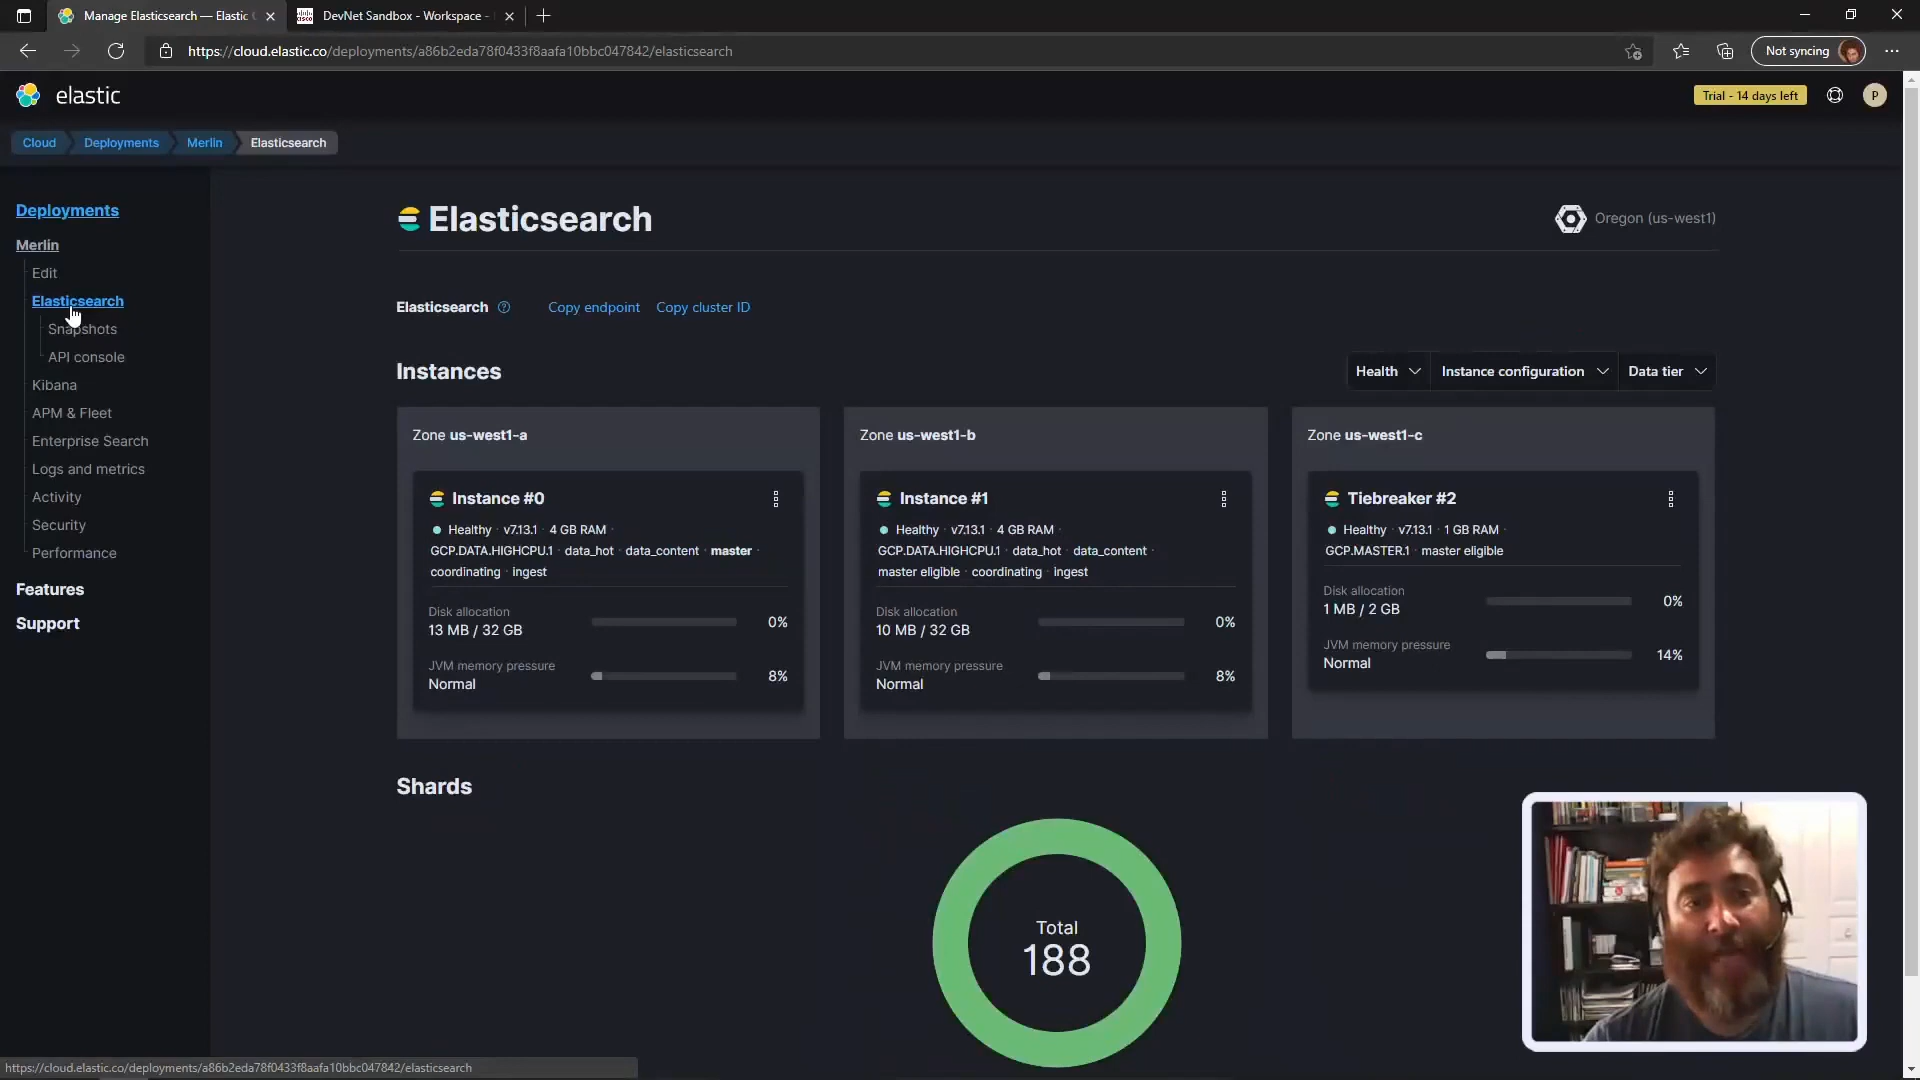 Manage Elasticsearch — Elastic C
DevNet Sandbox - Workspace -
https://cloud.elastic.co/deployments/a86b2eda78f0433f8aafa10bbc047842/elasticsearch
Not syncing
elastic
Trial - 14 days left
P
Cloud
Deployments
Merlin
Elasticsearch
Deployments
Merlin
Edit
Elasticsearch
Snapshots
API console
Kibana
APM & Fleet
Enterprise Search
Logs and metrics
Activity
Security
Performance
Features
Support
Elasticsearch
Oregon (us-west1)
Elasticsearch
Copy endpoint
Copy cluster ID
Instances
Health
Instance configuration
Data tier
Zone us-west1-a
Instance #0
Healthy · v7.13.1 · 4 GB RAM ·
GCP.DATA.HIGHCPU.1 · data_hot · data_content · master ·
coordinating · ingest
Disk allocation
13 MB / 32 GB
0%
JVM memory pressure
Normal
8%
Zone us-west1-b
Instance #1
Healthy · v7.13.1 · 4 GB RAM ·
GCP.DATA.HIGHCPU.1 · data_hot · data_content ·
master eligible · coordinating · ingest
Disk allocation
10 MB / 32 GB
0%
JVM memory pressure
Normal
8%
Zone us-west1-c
Tiebreaker #2
Healthy · v7.13.1 · 1 GB RAM ·
GCP.MASTER.1 · master eligible
Disk allocation
1 MB / 2 GB
0%
JVM memory pressure
Normal
14%
Shards
Total
188
https://cloud.elastic.co/deployments/a86b2eda78f0433f8aafa10bbc047842/elasticsearch